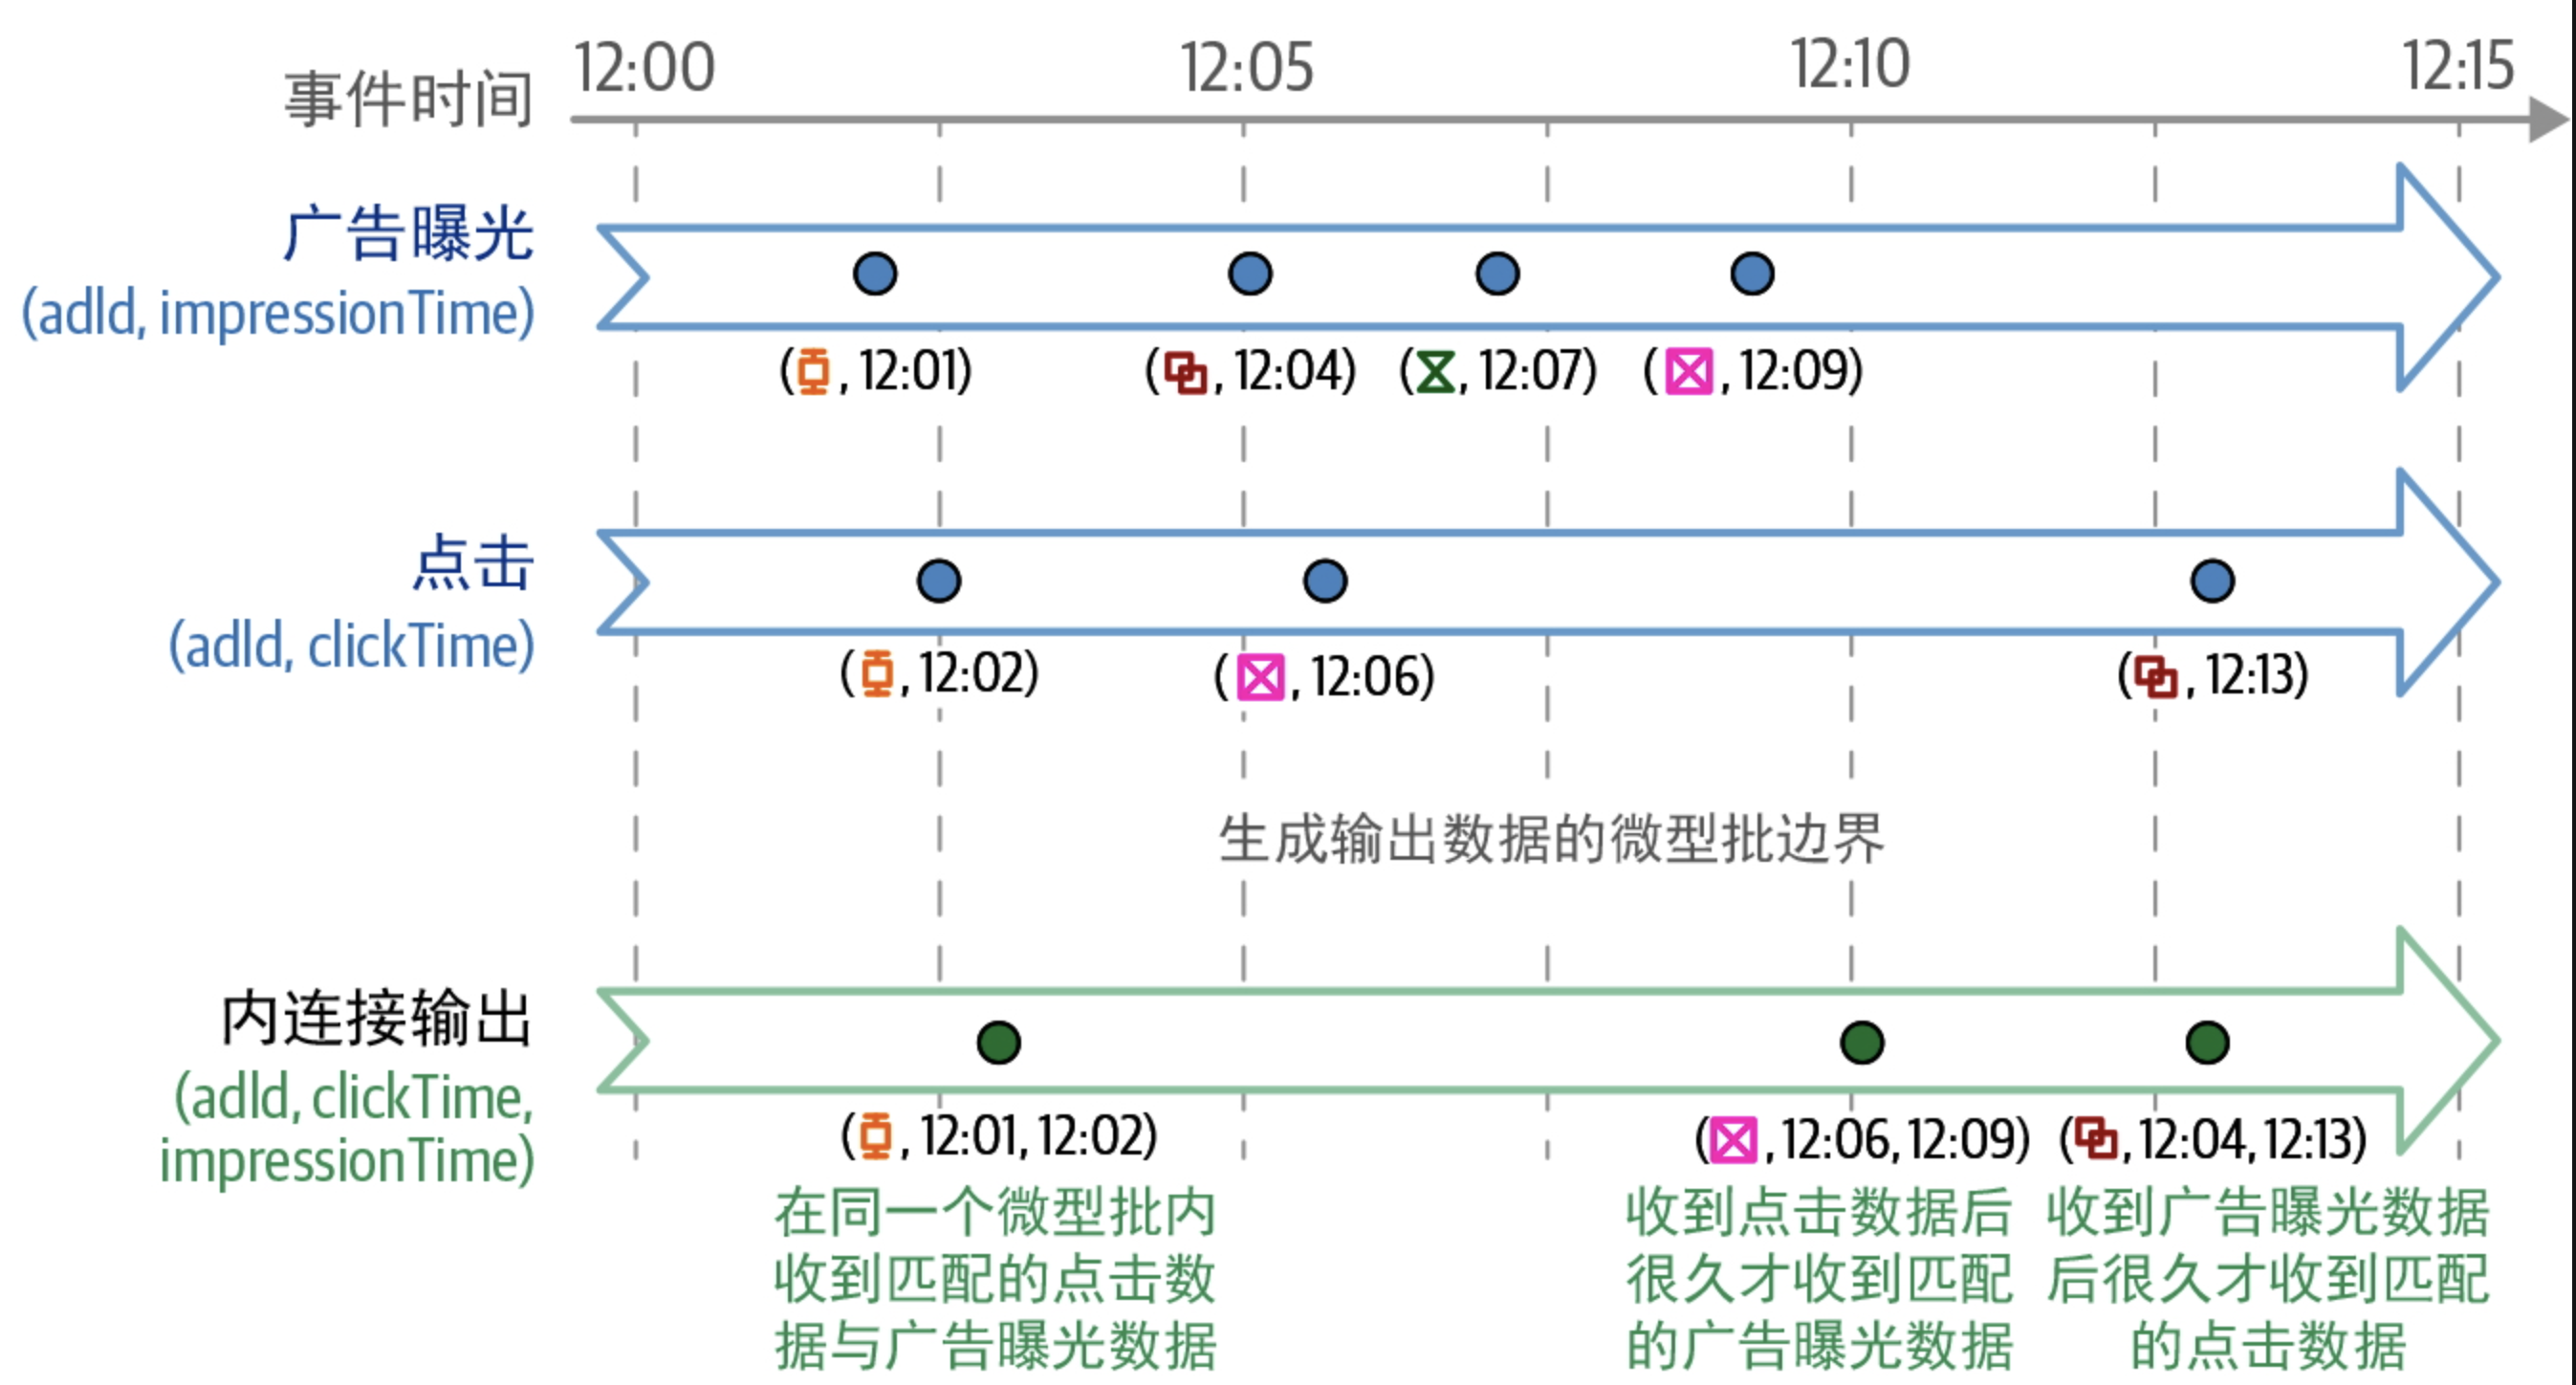 12:00 12:05 12:10 12:15
事件时间
广告曝光
(adId, impressionTime)
( , 12:01) ( , 12:04) ( , 12:07) ( , 12:09)
点击
(adId, clickTime)
( , 12:02) ( , 12:06) ( , 12:13)
生成输出数据的微型批边界
内连接输出
(adId, clickTime,
impressionTime)
( , 12:01, 12:02) ( , 12:06, 12:09) ( , 12:04, 12:13)
在同一个微型批内
收到匹配的点击数
据与广告曝光数据
收到点击数据后
很久才收到匹配
的广告曝光数据
收到广告曝光数据
后很久才收到匹配
的点击数据